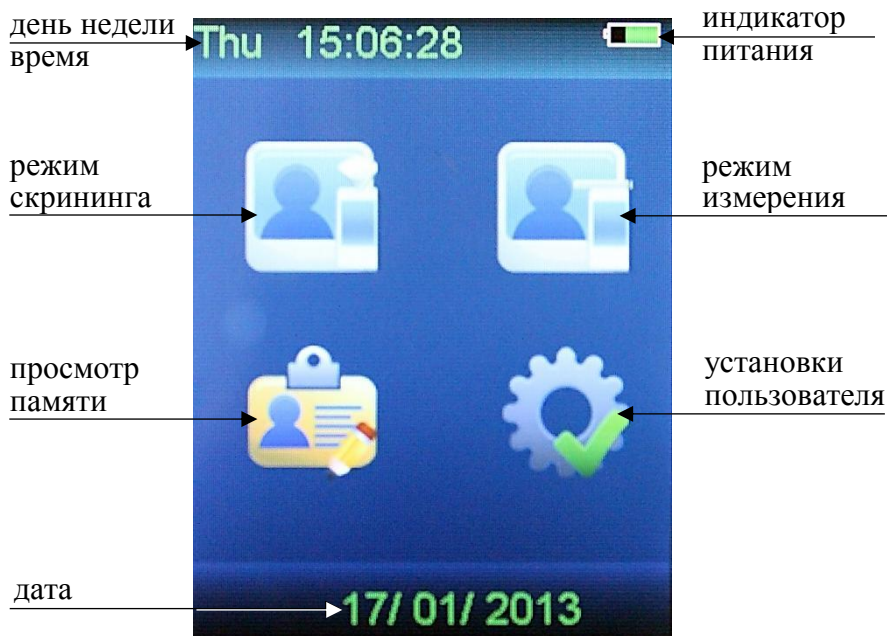 день недели
время
Thu 15:06:28
индикатор
питания
режим
скрининга
режим
измерения
просмотр
памяти
установки
пользователя
дата
17/ 01/ 2013